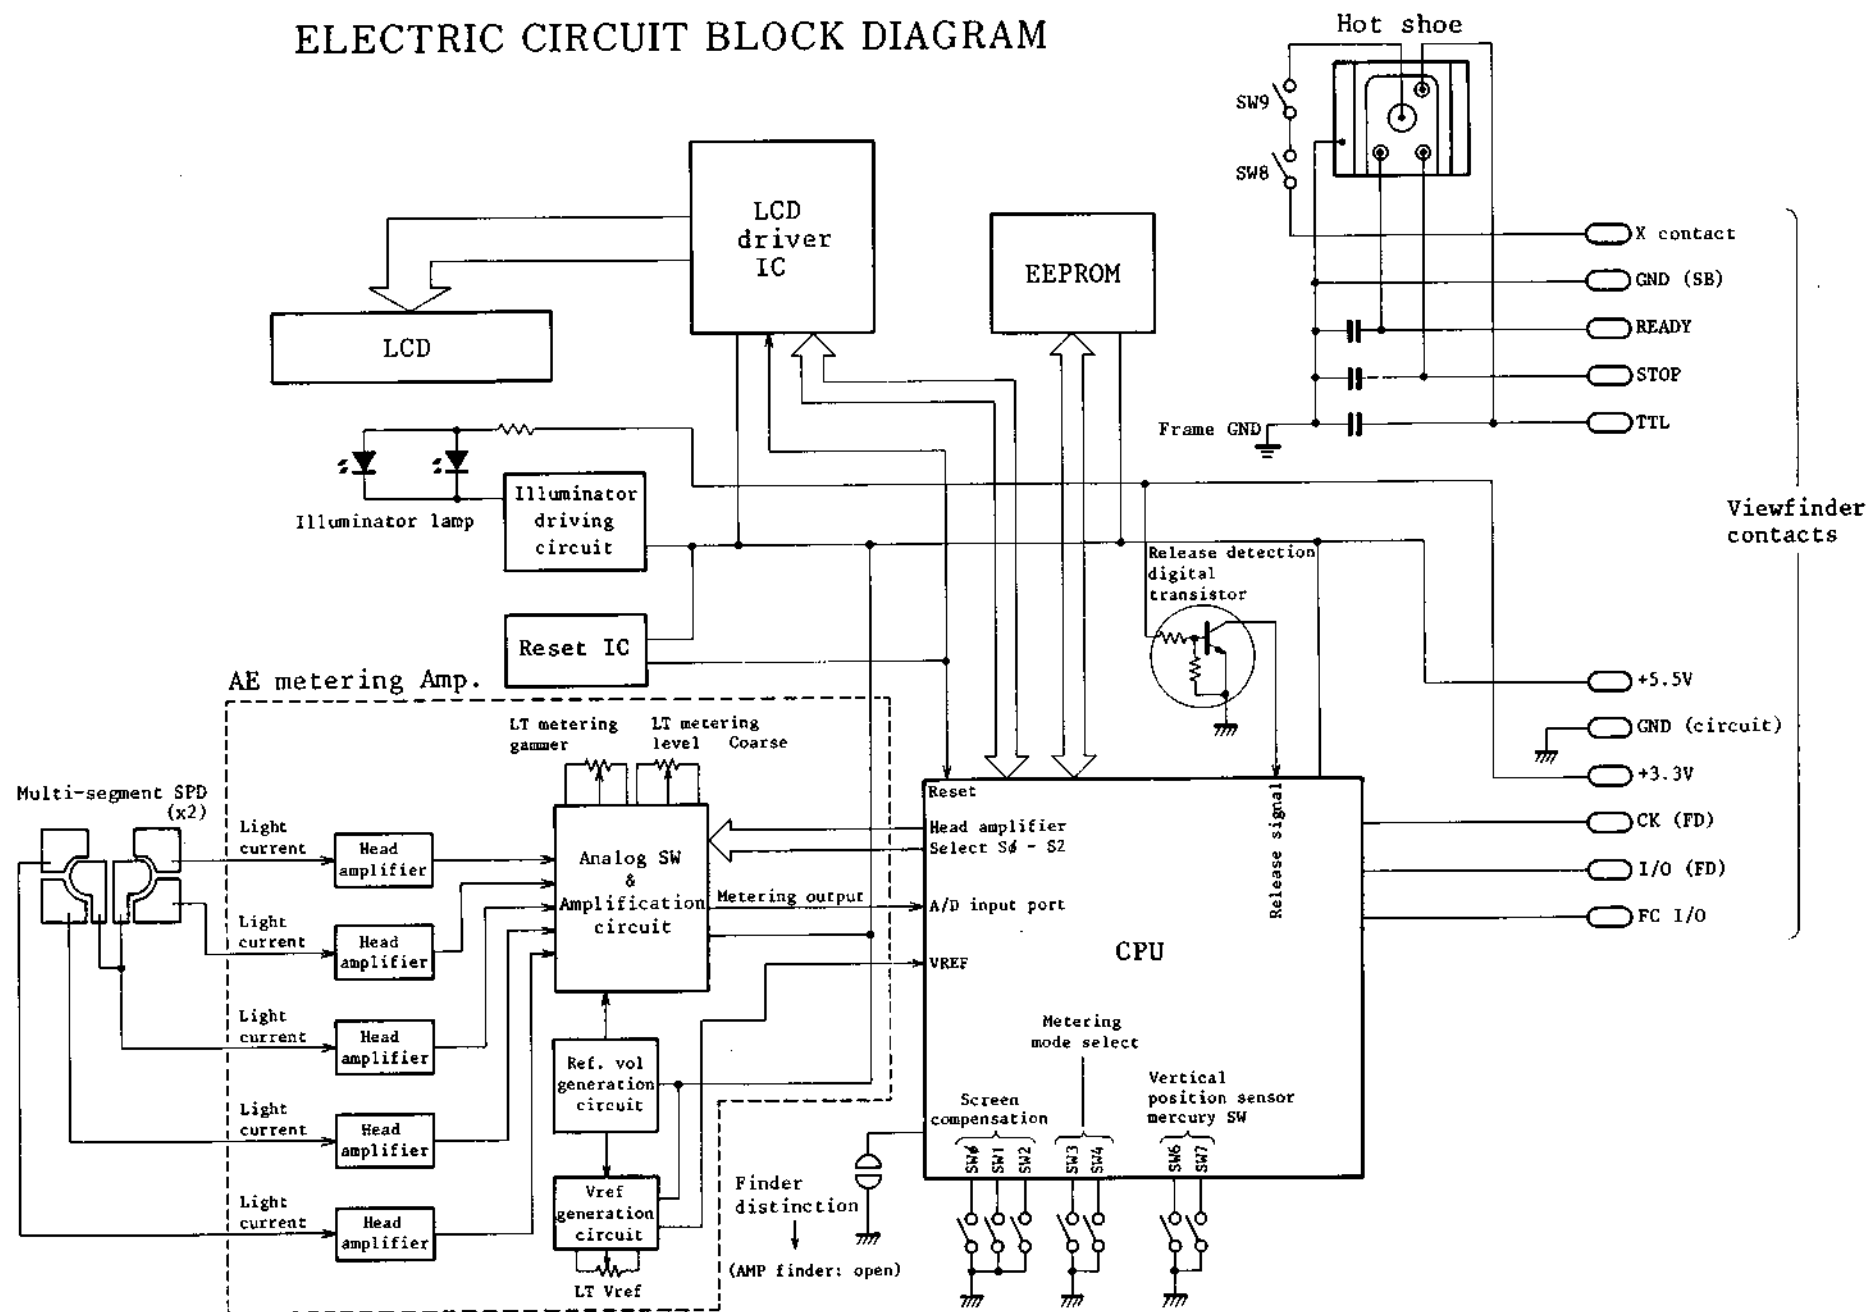 ELECTRIC CIRCUIT BLOCK DIAGRAM
Hot shoe
SW9
SW8
LCD
driver
IC
EEPROM
LCD
X contact
GND (SB)
READY
STOP
TTL
Frame GND
Viewfinder
contacts
Illuminator lamp
Illuminator
driving
circuit
Release detection
digital
transistor
Reset IC
AE metering Amp.
+5.5V
GND (circuit)
+3.3V
CK (FD)
I/O (FD)
FC I/O
LT metering
gammer
LT metering
level Coarse
Multi-segment SPD
(x2)
Light
current
Head
amplifier
Light
current
Head
amplifier
Light
current
Head
amplifier
Light
current
Head
amplifier
Light
current
Head
amplifier
Analog SW
&
Amplification
circuit
Metering output
Reset
Head amplifier
Select S0 - S2
A/D input port
VREF
Release signal
CPU
Metering
mode select
Ref. vol
generation
circuit
Vref
generation
circuit
LT Vref
Screen
compensation
Vertical
position sensor
mercury SW
SW0
SW1
SW2
SW3
SW4
SW6
SW7
Finder
distinction
(AMP finder: open)